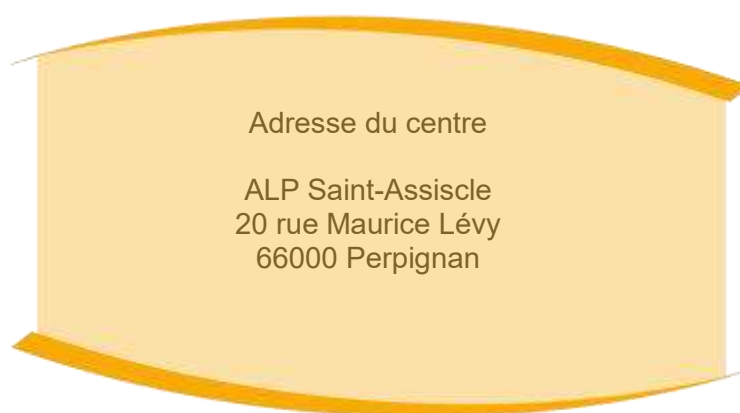 Adresse du centre
ALP Saint-Assiscle
20 rue Maurice Lévy
66000 Perpignan